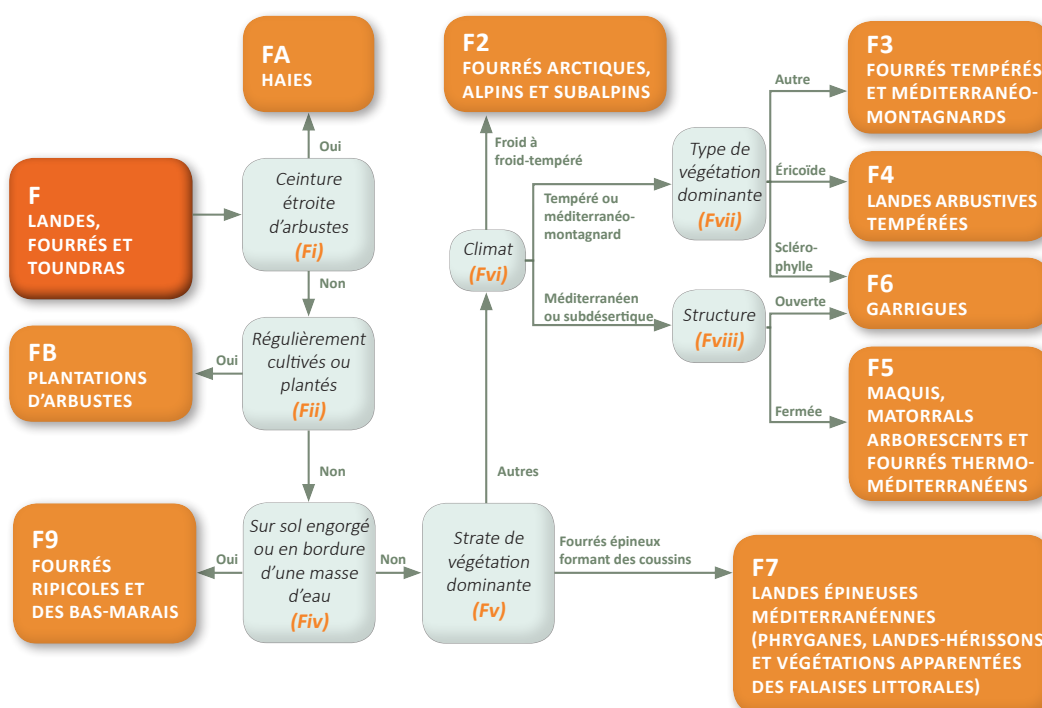 FA
HAIES
F2
FOURRÉS ARCTIQUES,
ALPINS ET SUBALPINS
F3
FOURRÉS TEMPÉRÉS
ET MÉDITERRANÉO-
MONTAGNARDS
Autre
Oui
Froid à
froid-tempéré
Type de
végétation
dominante
(Fvii)
Éricoïde
F4
LANDES ARBUSTIVES
TEMPÉRÉES
F
LANDES,
FOURRÉS ET
TOUNDRAS
Ceinture
étroite
d'arbustes
(Fi)
Tempéré ou
méditerranéo-
montagnard
Climat
(Fvi)
Scléro-
phylle
F6
GARRIGUES
Non
Méditerranéen
ou subdésertique
Structure
(Fviii)
Ouverte
FB
PLANTATIONS
D'ARBUSTES
Oui
Régulièrement
cultivés ou
plantés
(Fii)
Fermée
F5
MAQUIS,
MATORRALS
ARBORESCENTS ET
FOURRÉS THERMO-
MÉDITERRANÉENS
Non
Autres
F9
FOURRÉS
RIPICOLES ET
DES BAS-MARAIS
Oui
Sur sol engorgé
ou en bordure
d'une masse
d'eau
(Fiv)
Non
Strate de
végétation
dominante
(Fv)
Fourrés épineux
formant des coussins
F7
LANDES ÉPINEUSES
MÉDITERRANÉENNES
(PHRYGANES, LANDES-HÉRISSONS
ET VÉGÉTATIONS APPARENTÉES
DES FALAISES LITTORALES)